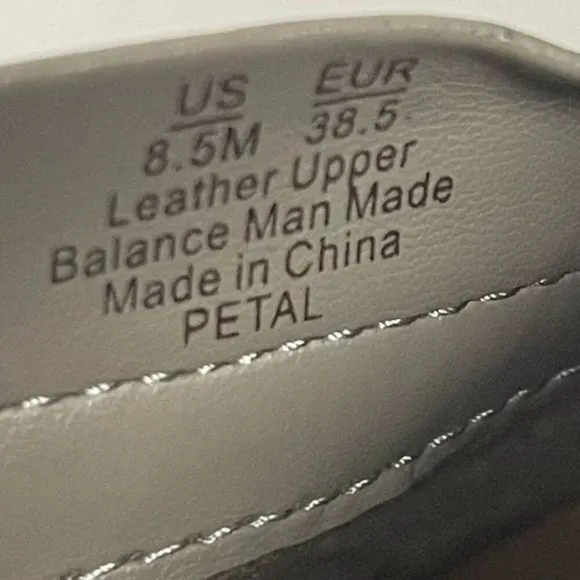 US EUR
8.5M 38.5
Leather Upper
Balance Man Made
Made in China
PETAL